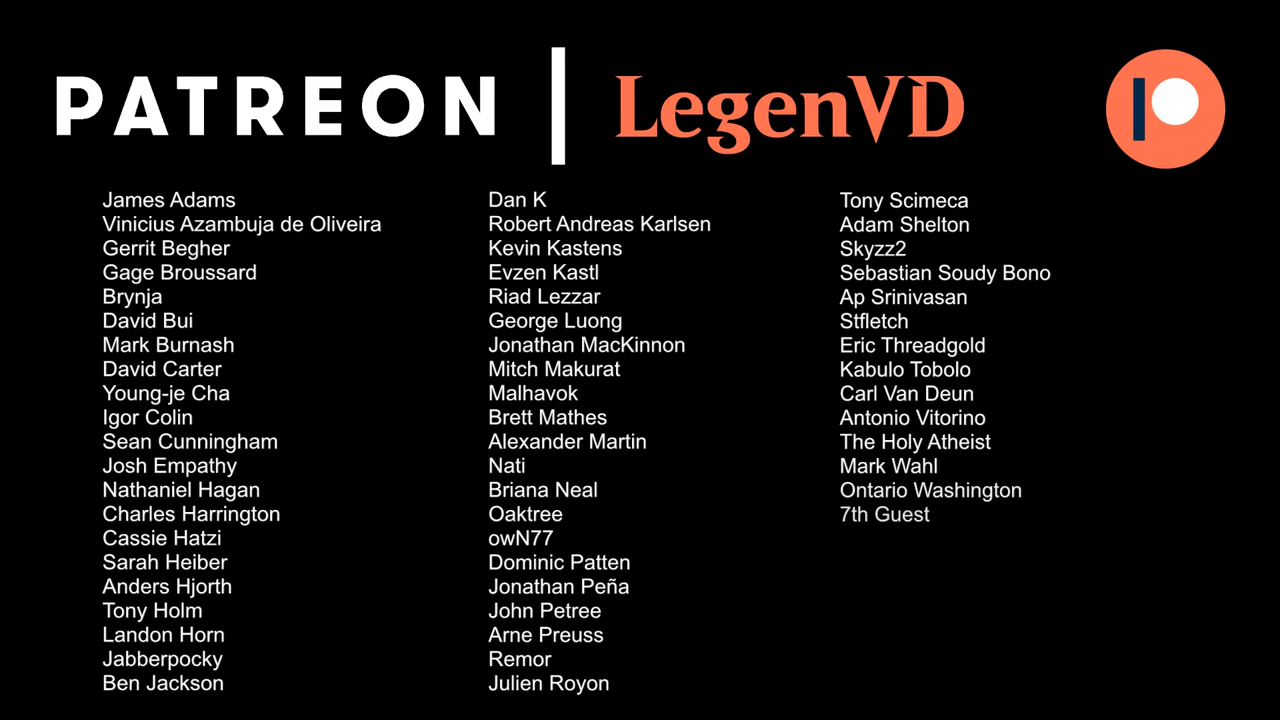 PATREON | LegenVD
James Adams
Vinicius Azambuja de Oliveira
Gerrit Begher
Gage Broussard
Brynja
David Bui
Mark Burnash
David Carter
Young-je Cha
Igor Colin
Sean Cunningham
Josh Empathy
Nathaniel Hagan
Charles Harrington
Cassie Hatzi
Sarah Heiber
Anders Hjorth
Tony Holm
Landon Horn
Jabberpocky
Ben Jackson
Dan K
Robert Andreas Karlsen
Kevin Kastens
Evzen Kastl
Riad Lezzar
George Luong
Jonathan MacKinnon
Mitch Makurat
Malhavok
Brett Mathes
Alexander Martin
Nati
Briana Neal
Oaktree
owN77
Dominic Patten
Jonathan Peña
John Petree
Arne Preuss
Remor
Julien Royon
Tony Scimeca
Adam Shelton
Skyzz2
Sebastian Soudy Bono
Ap Srinivasan
Stfletch
Eric Threadgold
Kabulo Tobolo
Carl Van Deun
Antonio Vitorino
The Holy Atheist
Mark Wahl
Ontario Washington
7th Guest